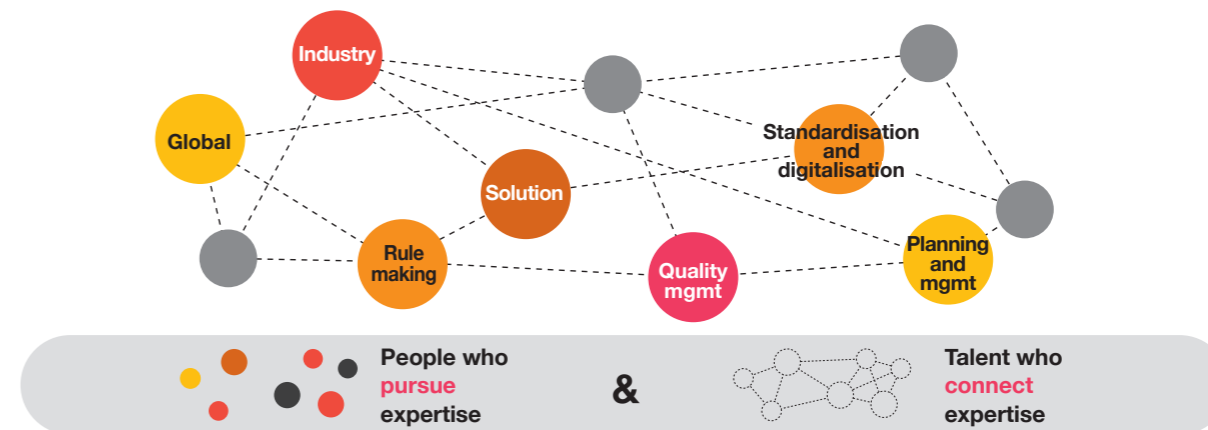 Industry
Global
Standardisation
and
digitalisation
Solution
Rule
making
Quality
mgmt
Planning
and
mgmt
People who
pursue
expertise
&
Talent who
connect
expertise